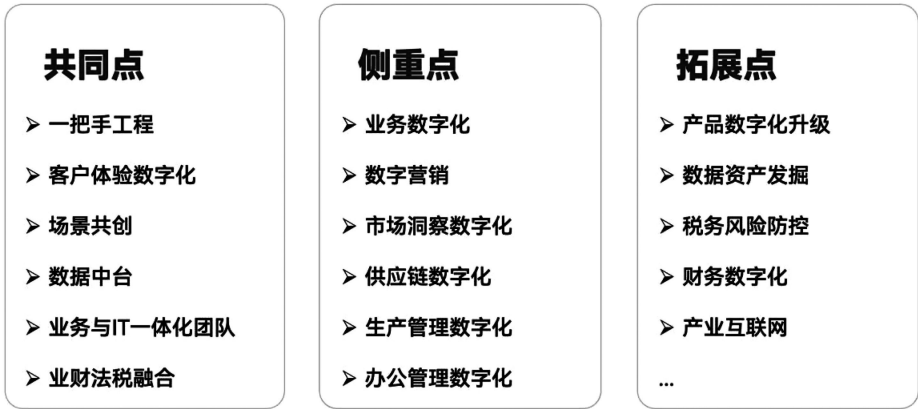 共同点
➢ 一把手工程
➢ 客户体验数字化
➢ 场景共创
➢ 数据中台
➢ 业务与IT一体化团队
➢ 业财法税融合
侧重点
➢ 业务数字化
➢ 数字营销
➢ 市场洞察数字化
➢ 供应链数字化
➢ 生产管理数字化
➢ 办公管理数字化
拓展点
➢ 产品数字化升级
➢ 数据资产发掘
➢ 税务风险防控
➢ 财务数字化
➢ 产业互联网
...